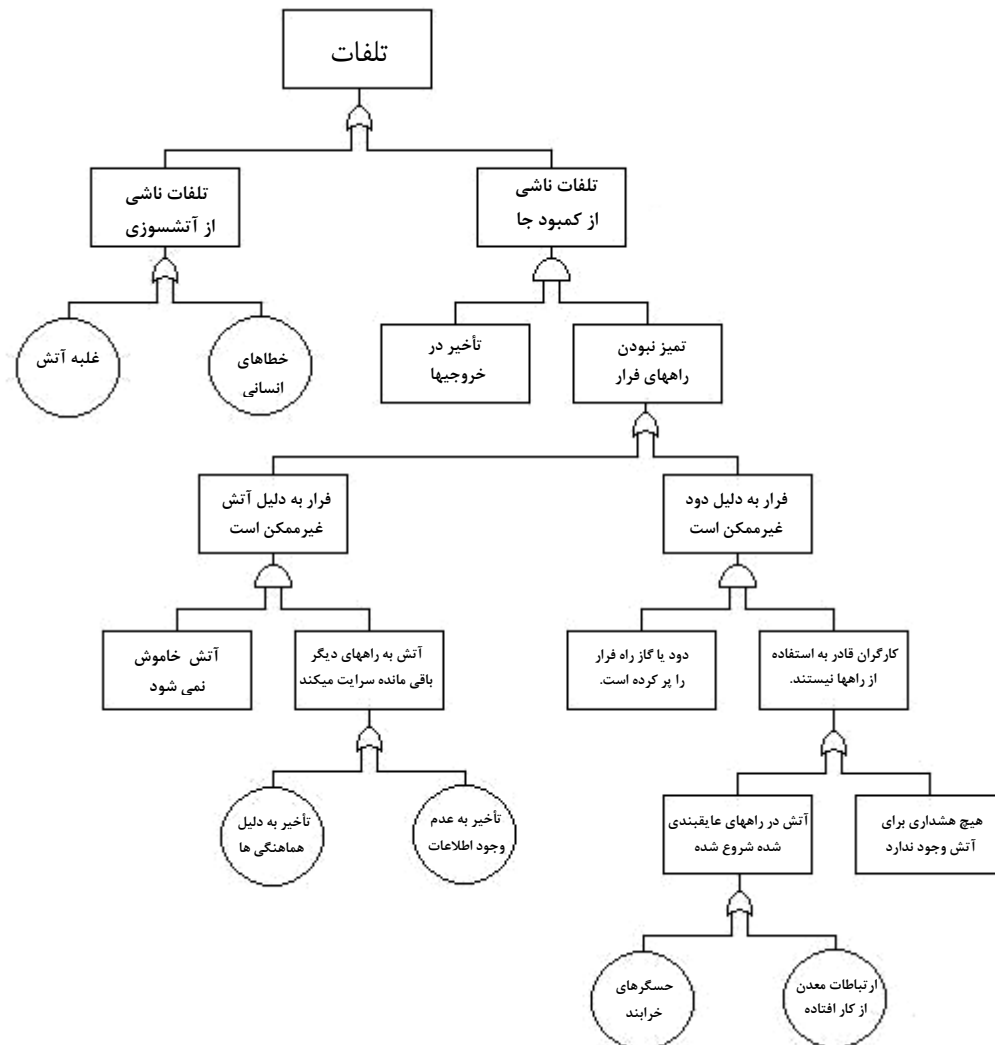 تلفات
تلفات ناشی
از آتشسوزی
تلفات ناشی
از کمبود جا
غلبه آتش
خطاهای
انسانی
تأخیر در
خروجیها
تمیز نبودن
راههای فرار
فرار به دلیل آتش
غیرممکن است
فرار به دلیل دود
غیرممکن است
آتش خاموش
نمی شود
آتش به راههای دیگر
باقی مانده سرایت میکند
دود یا گاز راه فرار
را پر کرده است.
کارگران قادر به استفاده
از راهها نیستند.
تأخیر به دلیل
هماهنگی ها
تأخیر به عدم
وجود اطلاعات
آتش در راههای عایقبندی
شده شروع شده
هیچ هشداری برای
آتش وجود ندارد
حسگرهای
خرابند
ارتباطات معدن
از کار افتاده